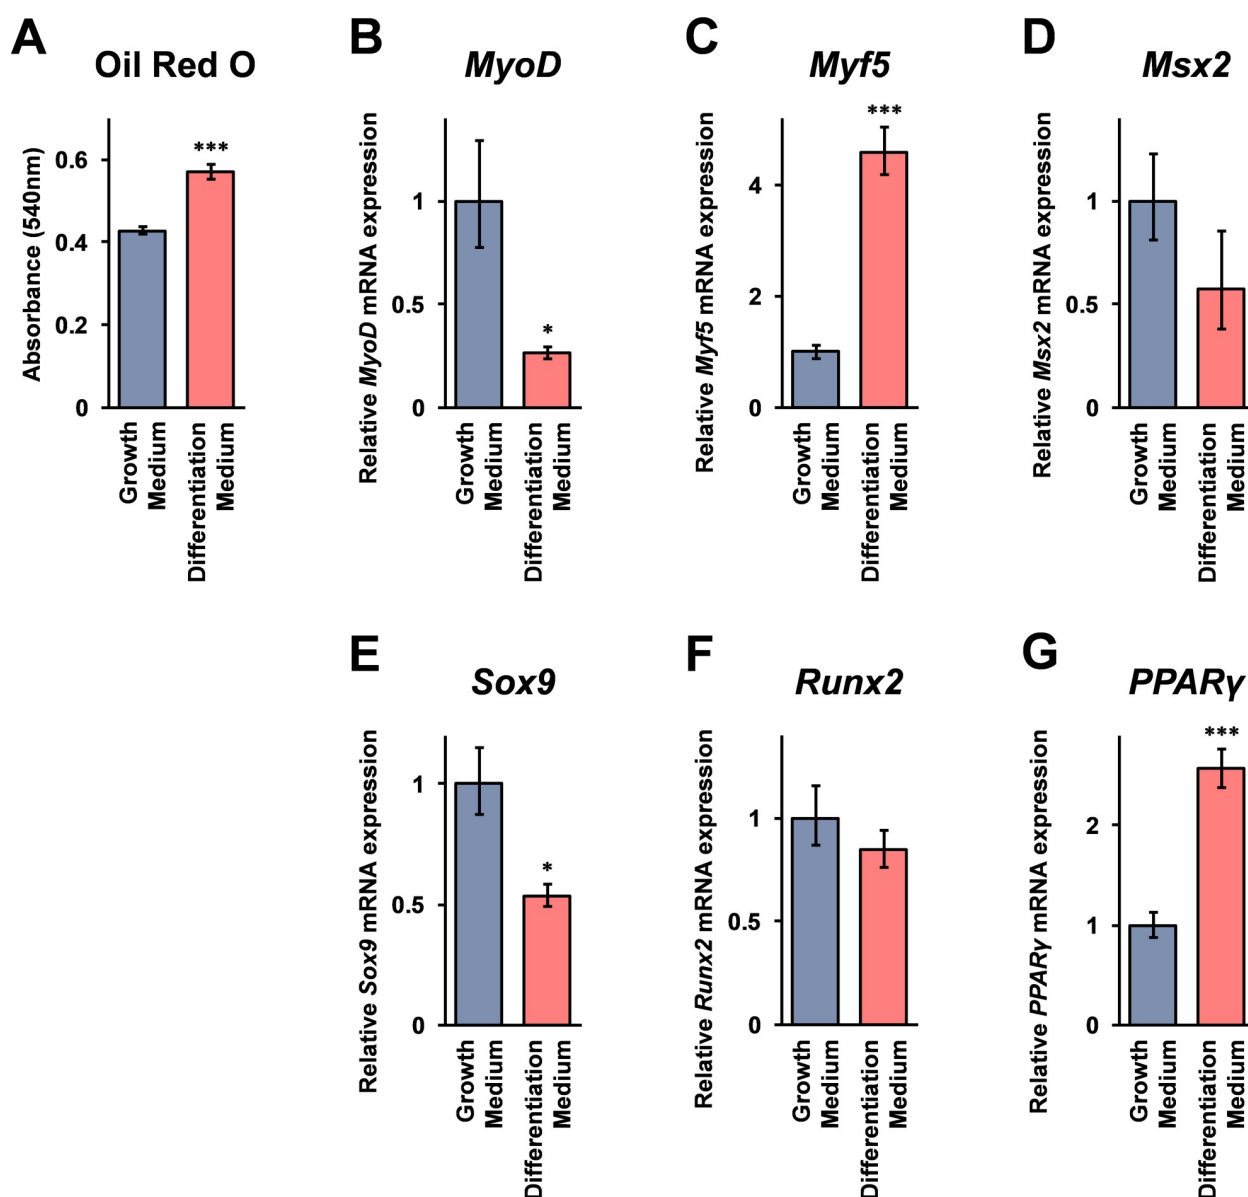 A
Oil Red O
Absorbance (540nm)
0.6
0.4
0.2
0
***
Growth
Medium
Differentiation
Medium
B
MyoD
Relative MyoD mRNA expression
1
0.5
0
*
Growth
Medium
Differentiation
Medium
C
Myf5
Relative Myf5 mRNA expression
4
2
0
***
Growth
Medium
Differentiation
Medium
D
Msx2
Relative Msx2 mRNA expression
1
0.5
0
Growth
Medium
Differentiation
Medium
E
Sox9
Relative Sox9 mRNA expression
1
0.5
0
*
Growth
Medium
Differentiation
Medium
F
Runx2
Relative Runx2 mRNA expression
1
0.5
0
Growth
Medium
Differentiation
Medium
G
PPARγ
Relative PPARγ mRNA expression
2
1
0
***
Growth
Medium
Differentiation
Medium